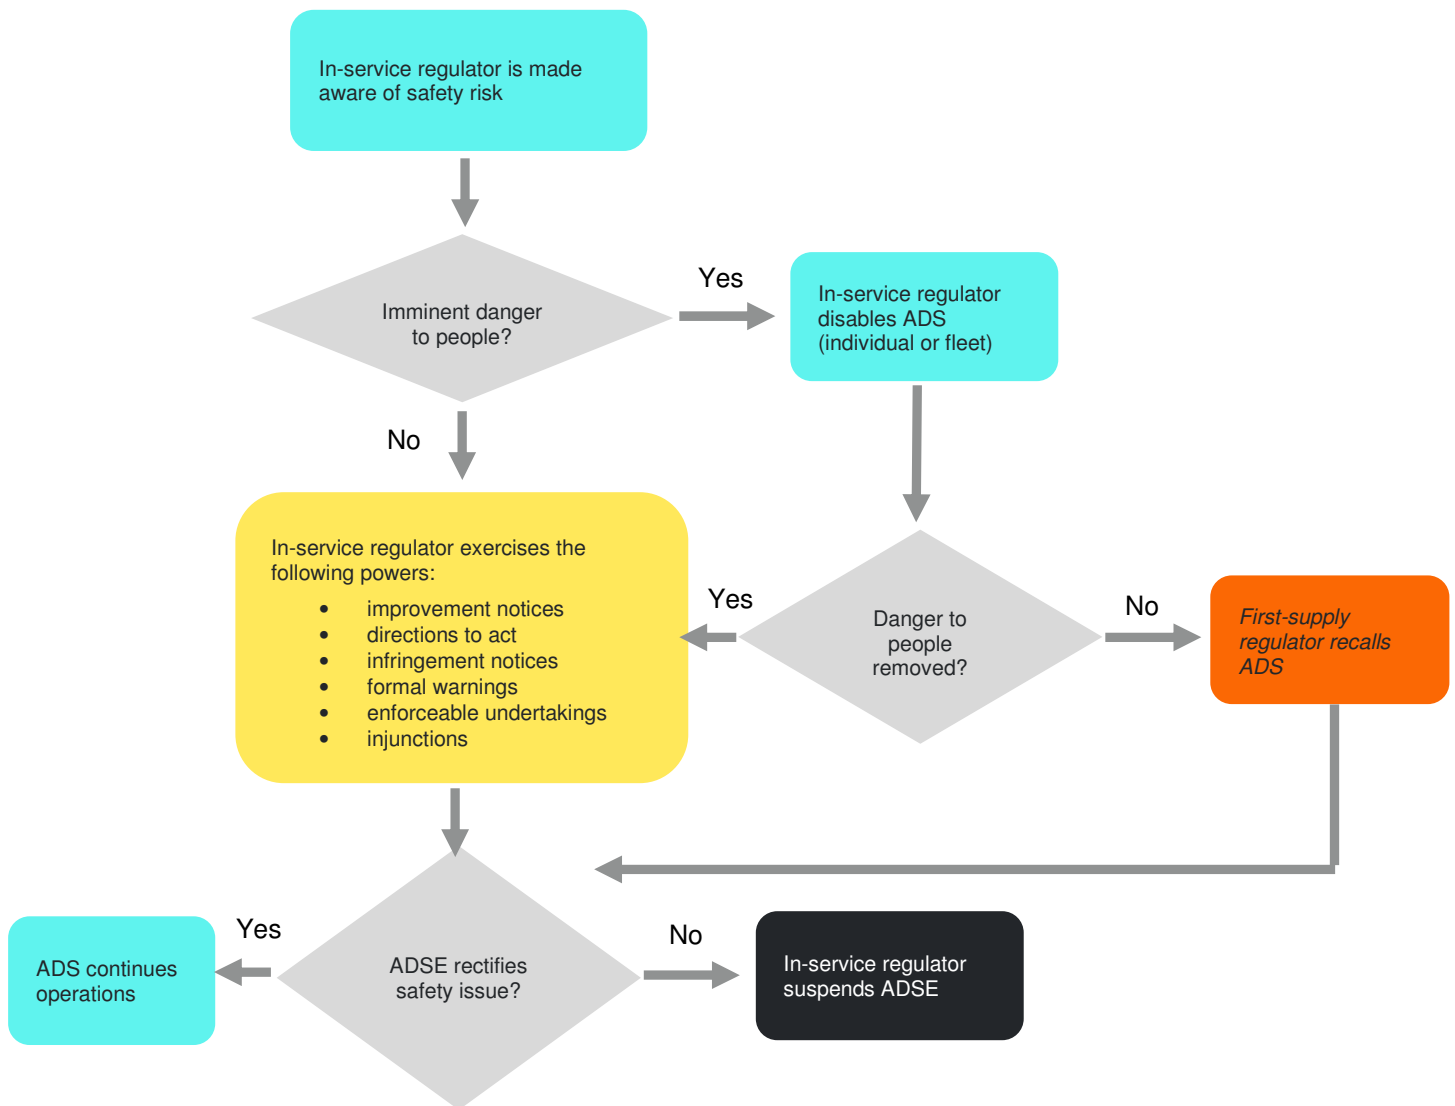 In-service regulator is made
aware of safety risk
Imminent danger
to people?
Yes
In-service regulator
disables ADS
(individual or fleet)
No
In-service regulator exercises the
following powers:
• improvement notices
• directions to act
• infringement notices
• formal warnings
• enforceable undertakings
• injunctions
Yes
Danger to
people
removed?
No
First-supply
regulator recalls
ADS
Yes
ADS continues
operations
ADSE rectifies
safety issue?
No
In-service regulator
suspends ADSE